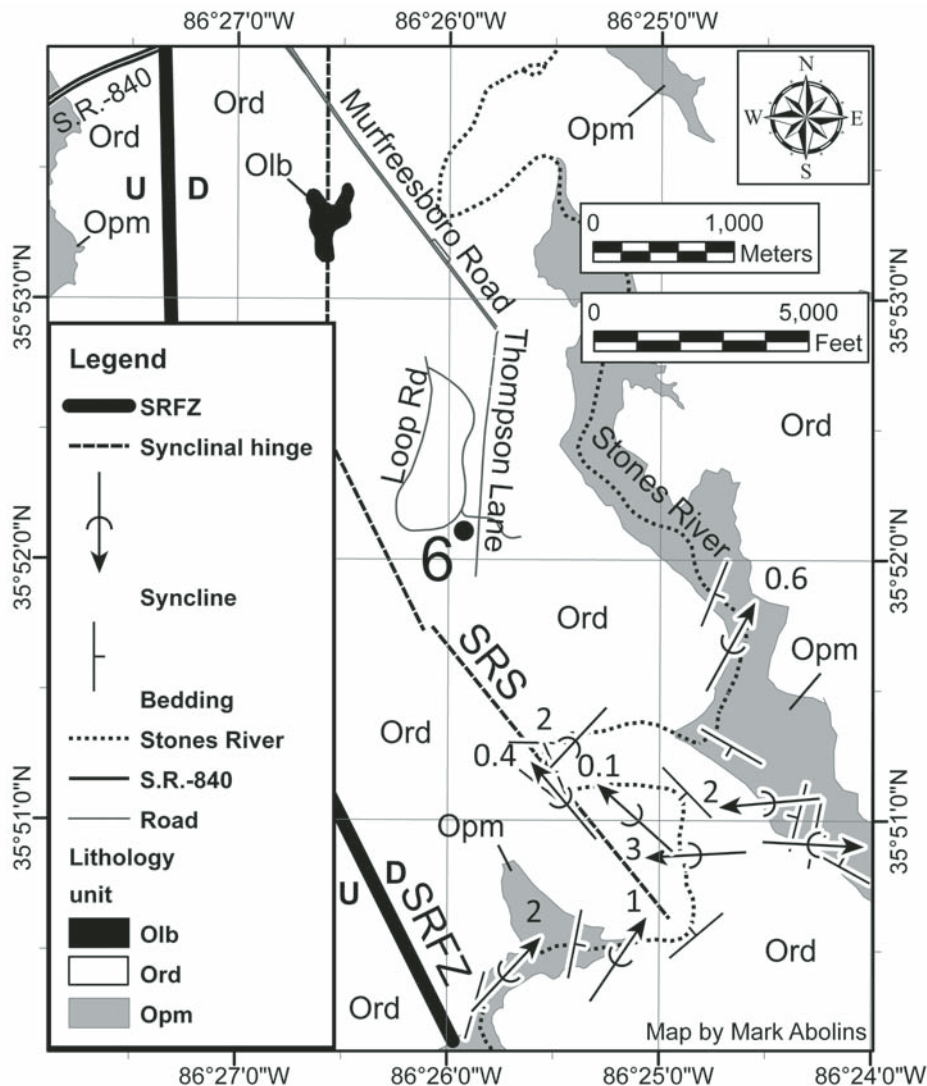 86°27'0"W 86°26'0"W 86°25'0"W
S.R.-840
Ord
Ord
Olb
U D
Opm
Murfreesboro Road
Opm
N
W E
S
0 1,000
Meters
0 5,000
Feet
35°53'0"N
35°53'0"N
Legend
SRFZ
Synclinal hinge
Syncline
Bedding
Stones River
S.R.-840
Road
Lithology
unit
Olb
Ord
Opm
Loop Rd
Thompson Lane
Stones River
Ord
6
35°52'0"N
35°52'0"N
0.6
Ord
Opm
SRS
Ord
2
0.4
0.1
2
35°51'0"N
35°51'0"N
Opm
3
U D
SRFZ
2
1
Ord
Ord
Map by Mark Abolins
86°27'0"W 86°26'0"W 86°25'0"W 86°24'0"W